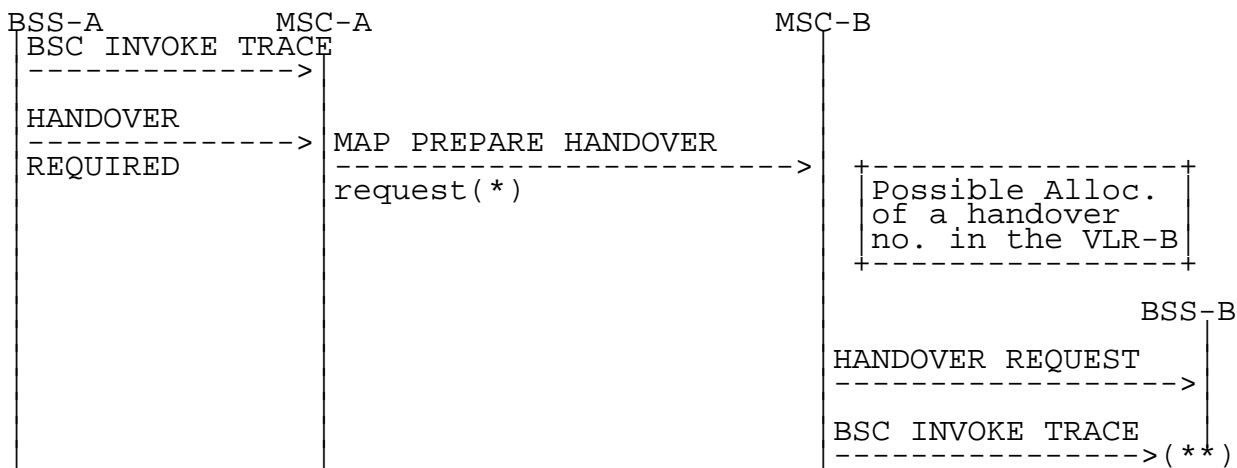 BSS-A MSC-A MSC-B
BSC INVOKE TRACE
HANDOVER
REQUIRED
MAP PREPARE HANDOVER
request(*)
Possible Alloc.
of a handover
no. in the VLR-B
BSS-B
HANDOVER REQUEST
BSC INVOKE TRACE
(**)